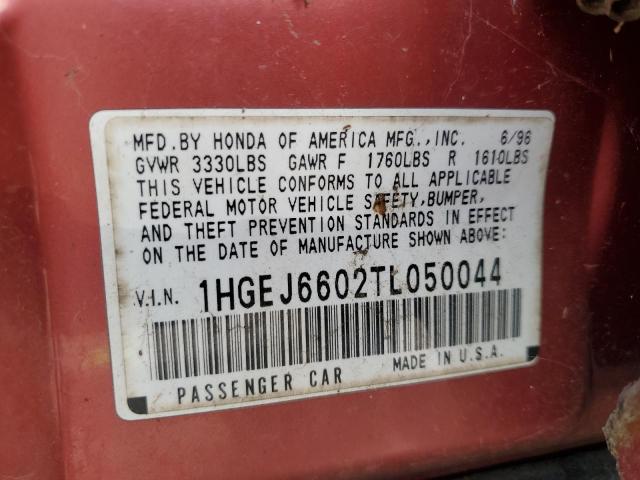 MFD.BY HONDA OF AMERICA MFG.,INC. 6/96
GVWR 3330LBS GAWR F 1760LBS R 1610LBS
THIS VEHICLE CONFORMS TO ALL APPLICABLE
FEDERAL MOTOR VEHICLE SAFETY,BUMPER,
AND THEFT PREVENTION STANDARDS IN EFFECT
ON THE DATE OF MANUFACTURE SHOWN ABOVE:
V.I.N. 1HGEJ6602TL050044
PASSENGER CAR MADE IN U.S.A.